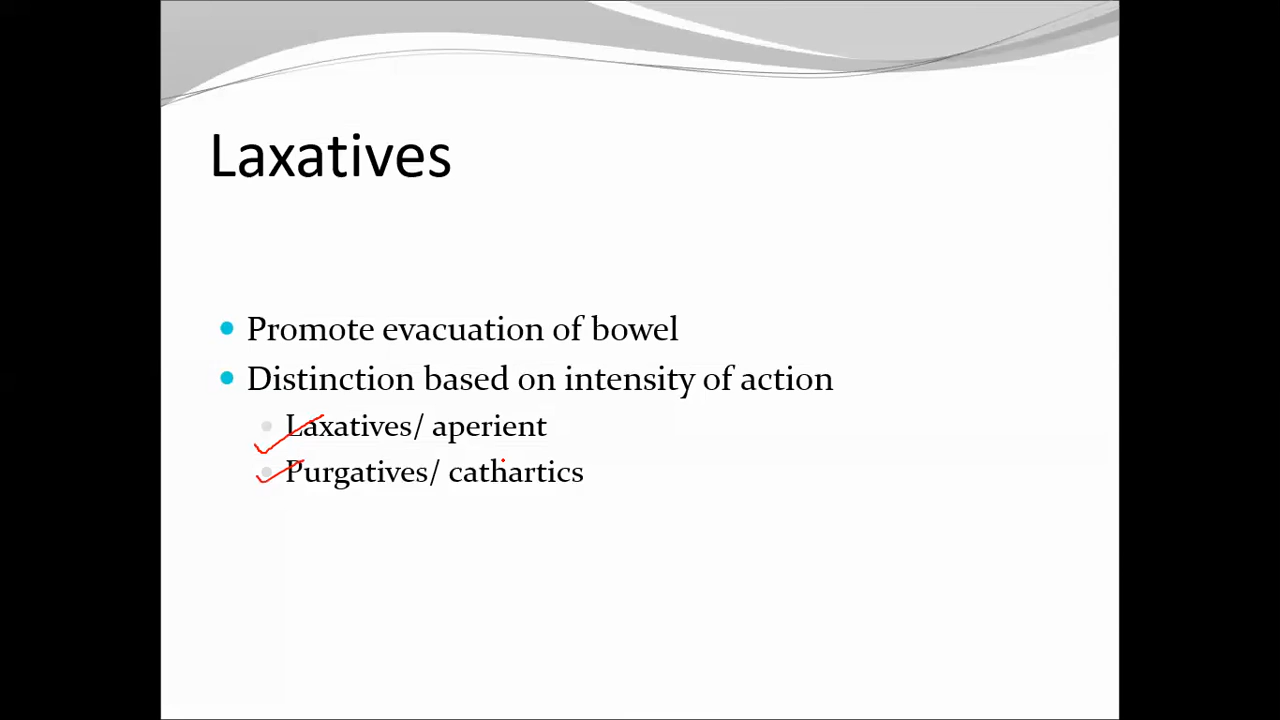 Laxatives
Promote evacuation of bowel
Distinction based on intensity of action
Laxatives/ aperient
Purgatives/ cathartics